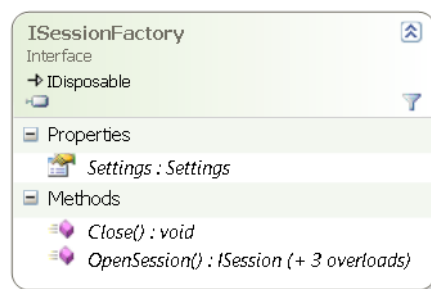 ISessionFactory
Interface
IDisposable
Properties
Settings : Settings
Methods
Close() : void
OpenSession() : ISession (+ 3 overloads)